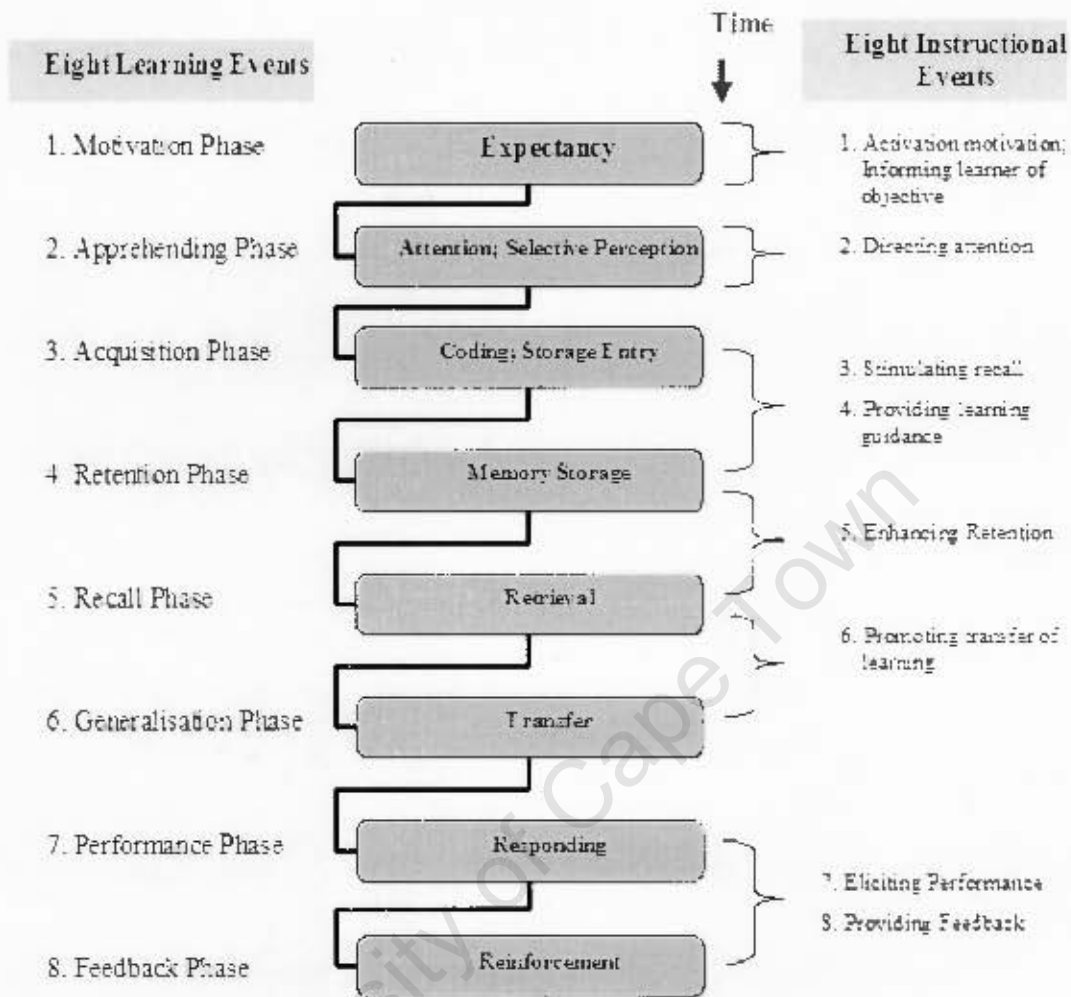 Time
Eight Learning Events
Eight Instructional
Events
1. Motivation Phase
Expectancy
1. Activation motivation;
Informing learner of
objective
2. Apprehending Phase
Attention; Selective Perception
2. Directing attention
3. Acquisition Phase
Coding; Storage Entry
3. Stimulating recall
4. Providing learning
guidance
4 Retention Phase
Memory Storage
5. Enhancing Retention
5. Recall Phase
Retrieval
6. Promoting transfer of
learning
6. Generalisation Phase
Transfer
7. Performance Phase
Responding
7. Eliciting Performance
8. Providing Feedback
8. Feedback Phase
Reinforcement
sity of Cape Town